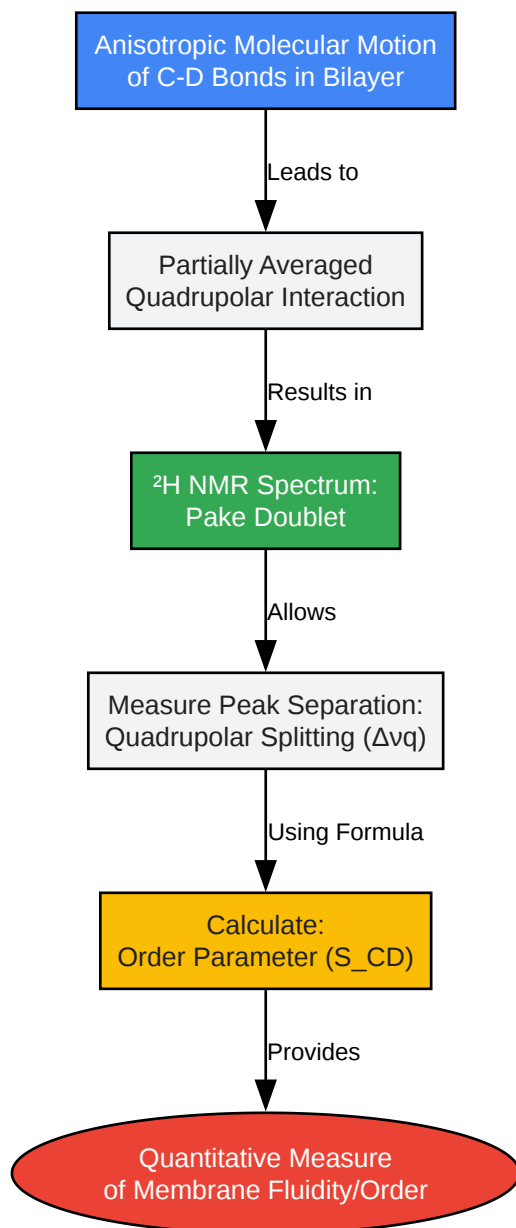 Anisotropic Molecular Motion
of C-D Bonds in Bilayer
Leads to
Partially Averaged
Quadrupolar Interaction
Results in
²H NMR Spectrum:
Pake Doublet
Allows
Measure Peak Separation:
Quadrupolar Splitting (Δνq)
Using Formula
Calculate:
Order Parameter (S_CD)
Provides
Quantitative Measure
of Membrane Fluidity/Order